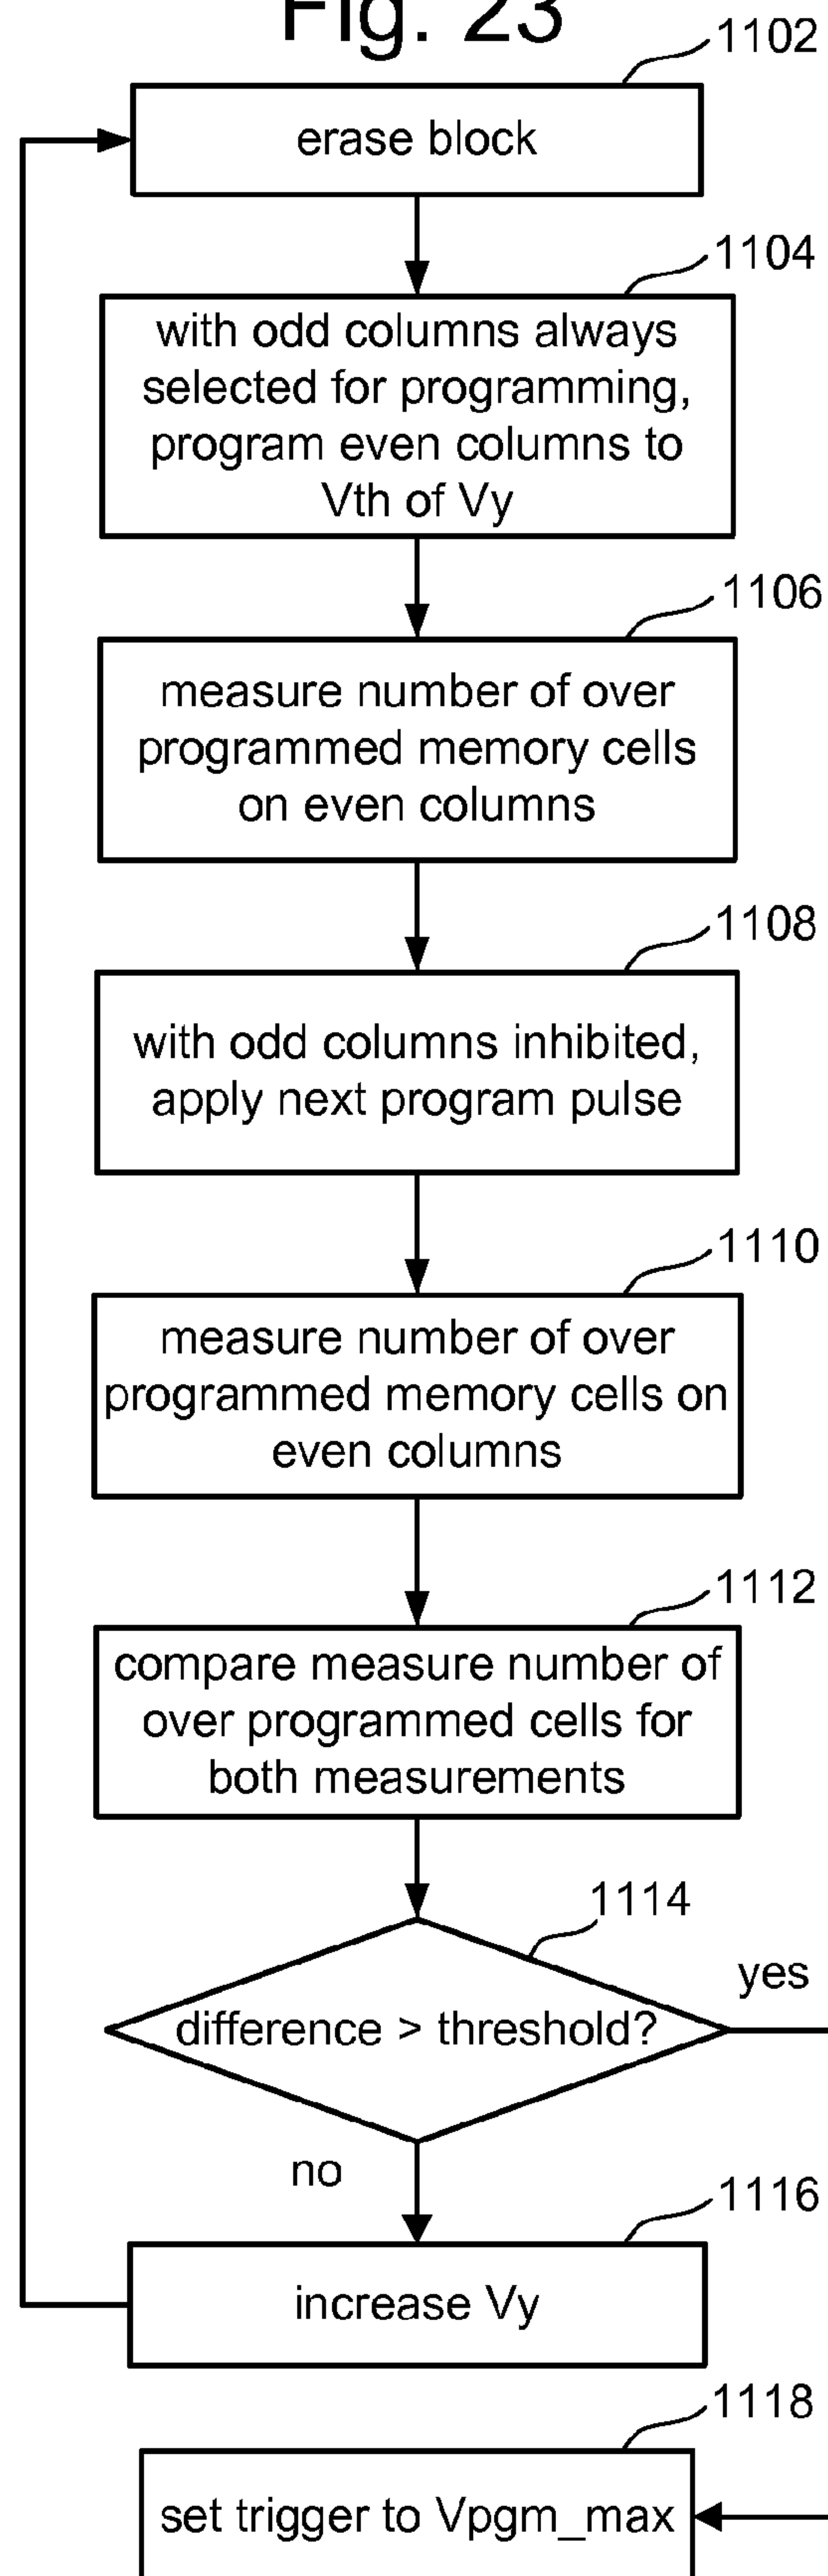 Fig. 23
1102
erase block
1104
with odd columns always
selected for programming,
program even columns to
Vth of Vy
1106
measure number of over
programmed memory cells
on even columns
1108
with odd columns inhibited,
apply next program pulse
1110
measure number of over
programmed memory cells on
even columns
1112
compare measure number of
over programmed cells for
both measurements
1114
yes
difference > threshold?
no
1116
increase Vy
1118
set trigger to Vpgm_max